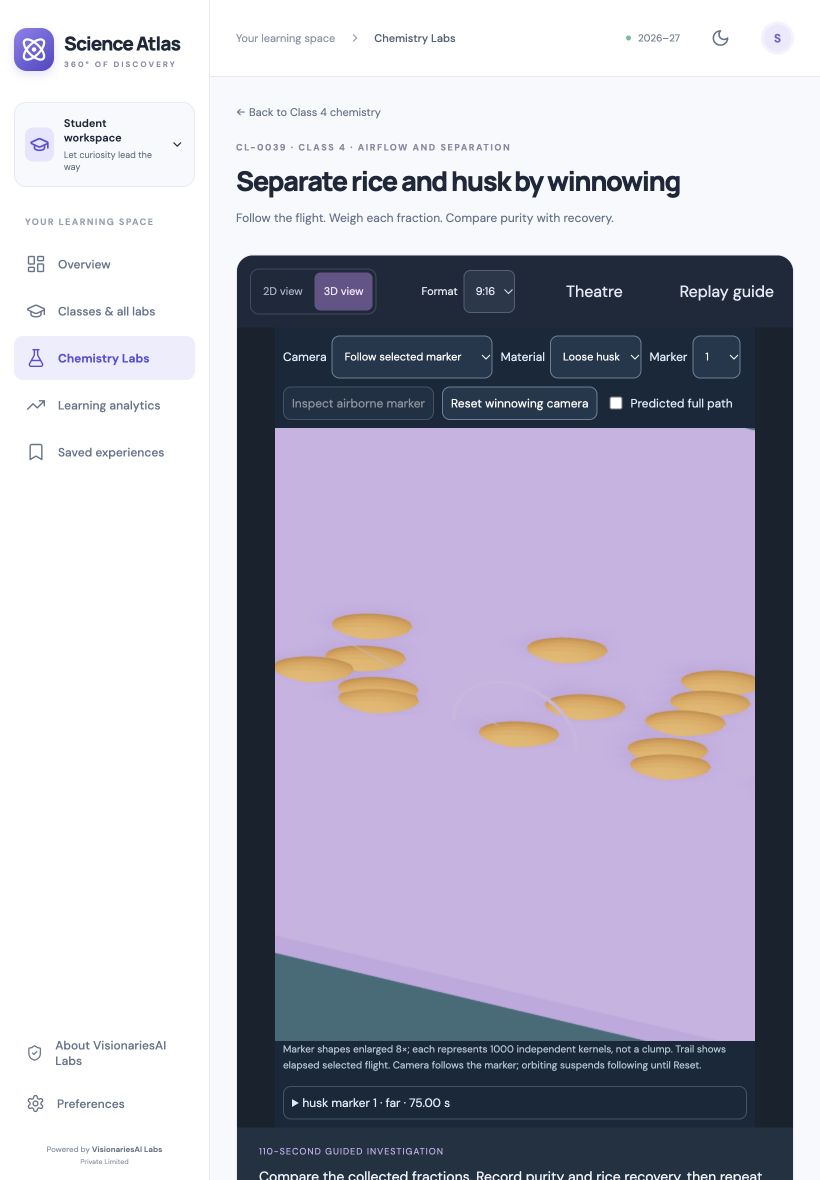 Science Atlas
360° OF DISCOVERY
Student
workspace
Let curiosity lead the
way
YOUR LEARNING SPACE
Overview
Classes & all labs
Chemistry Labs
Learning analytics
Saved experiences
About VisionariesAI
Labs
Preferences
Powered by VisionariesAI Labs
Private Limited
Your learning space > Chemistry Labs
2026–27
S
← Back to Class 4 chemistry
CL-0039 · CLASS 4 · AIRFLOW AND SEPARATION
Separate rice and husk by winnowing
Follow the flight. Weigh each fraction. Compare purity with recovery.
2D view 3D view Format 9:16 Theatre Replay guide
Camera Follow selected marker Material Loose husk Marker 1
Inspect airborne marker Reset winnowing camera Predicted full path
Marker shapes enlarged 8×; each represents 1000 independent kernels, not a clump. Trail shows
elapsed selected flight. Camera follows the marker; orbiting suspends following until Reset.
▶ husk marker 1 · far · 75.00 s
110-SECOND GUIDED INVESTIGATION
Compare the collected fractions. Record purity and rice recovery, then repeat